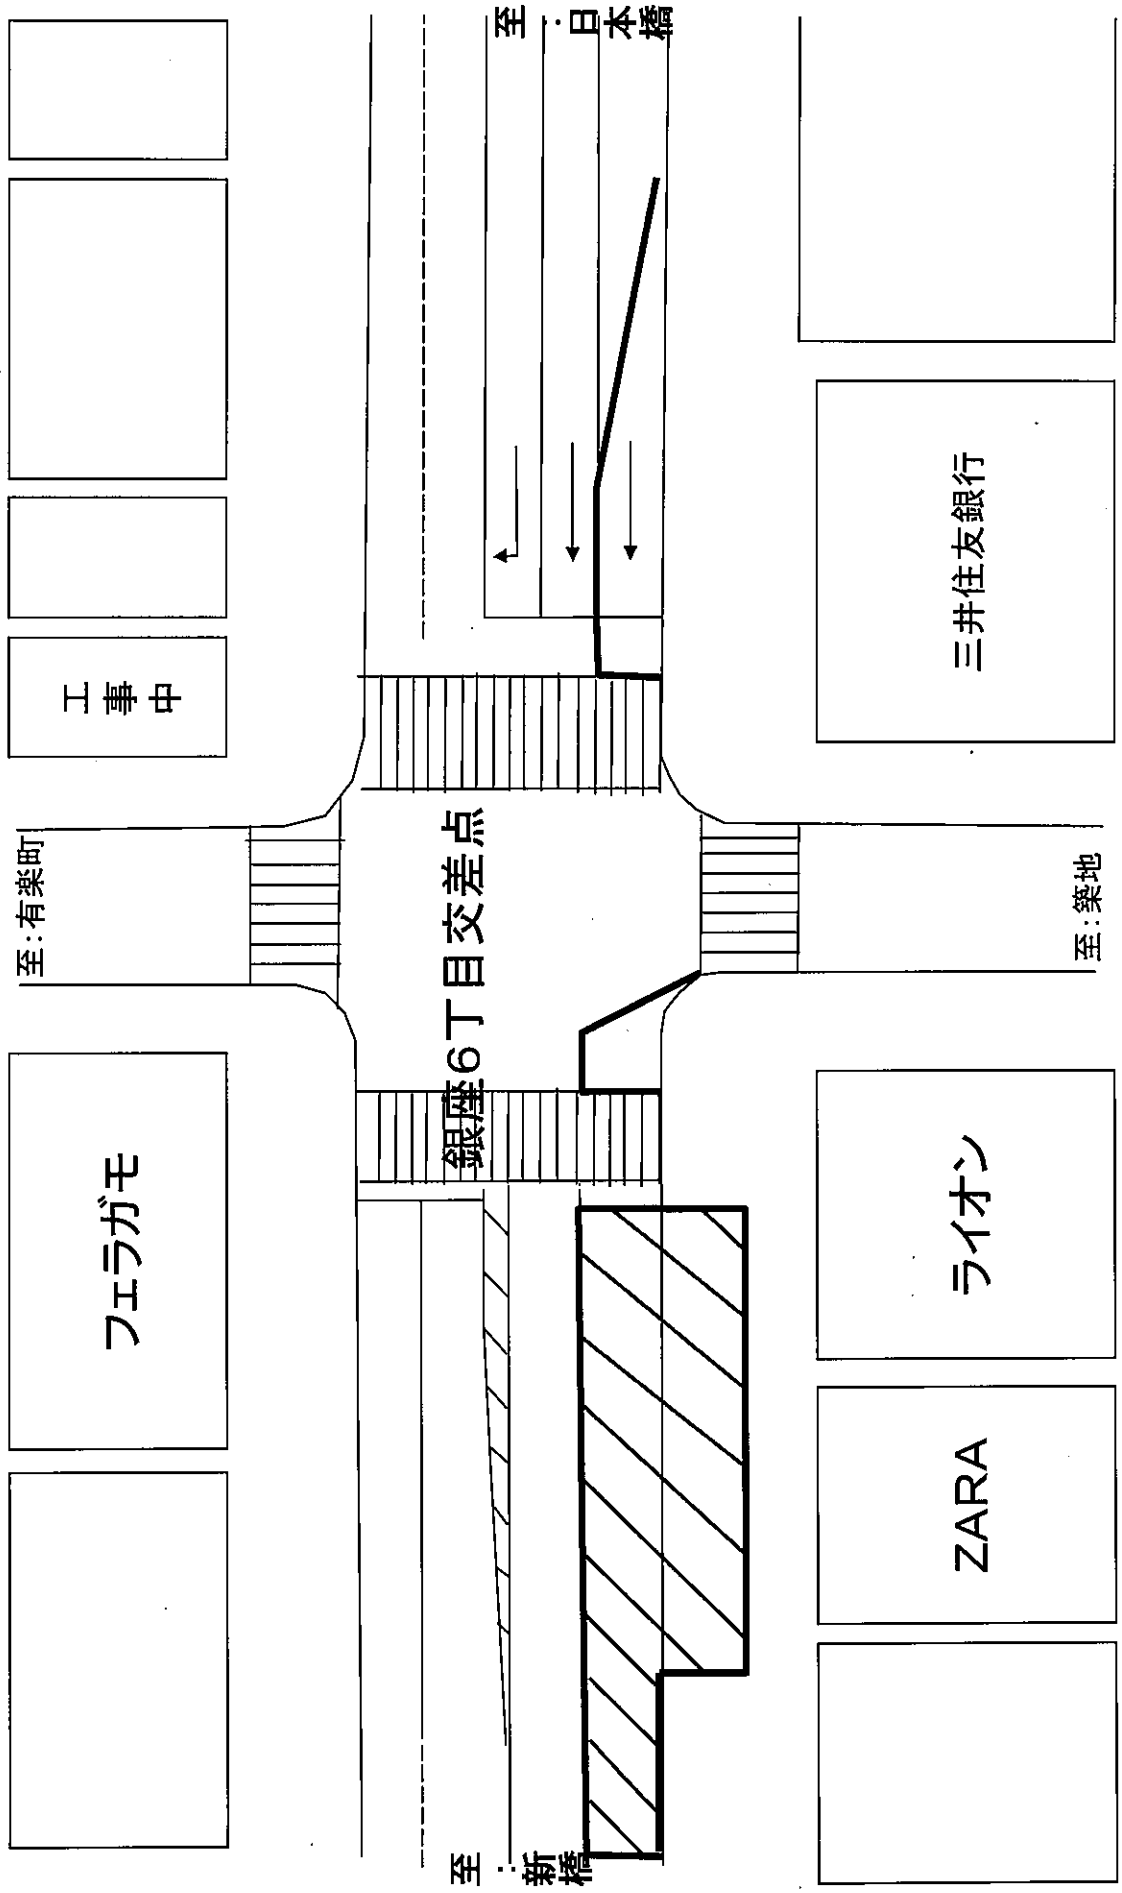 至:日本橋
工事中
三井住友銀行
至:有楽町
銀座6丁目交差点
至:築地
フェラガモ
ライオン
ZARA
至:新橋